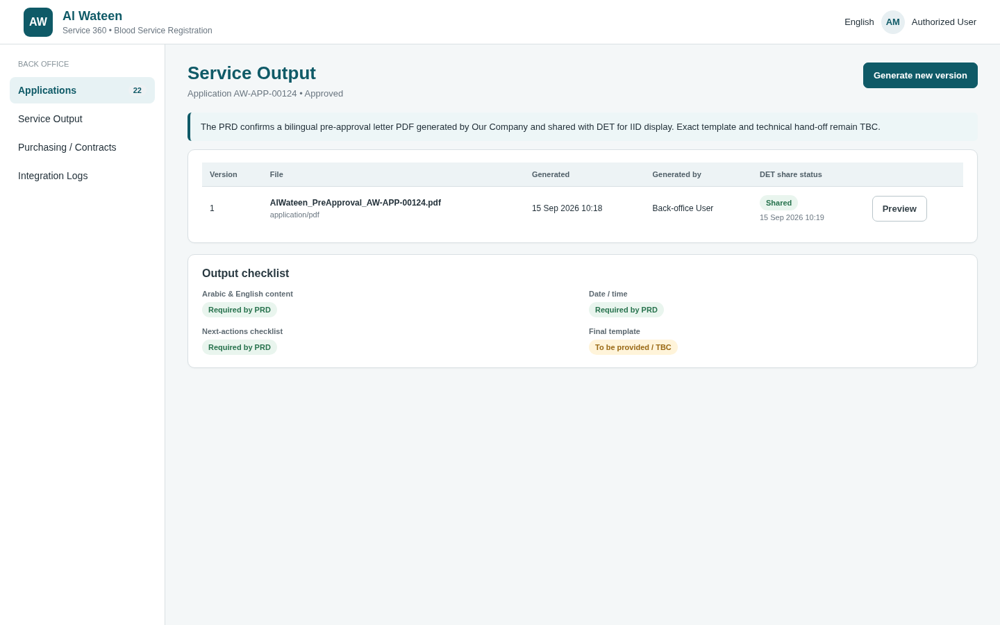 AW
Al Wateen
Service 360 • Blood Service Registration
English
AM
Authorized User
BACK OFFICE
Applications 22
Service Output
Purchasing / Contracts
Integration Logs
Service Output
Application AW-APP-00124 • Approved
Generate new version
The PRD confirms a bilingual pre-approval letter PDF generated by Our Company and shared with DET for IID display. Exact template and technical hand-off remain TBC.
Version File Generated Generated by DET share status
1 AlWateen_PreApproval_AW-APP-00124.pdf 15 Sep 2026 10:18 Back-office User Shared Preview
application/pdf 15 Sep 2026 10:19
Output checklist
Arabic & English content
Required by PRD
Date / time
Required by PRD
Next-actions checklist
Required by PRD
Final template
To be provided / TBC